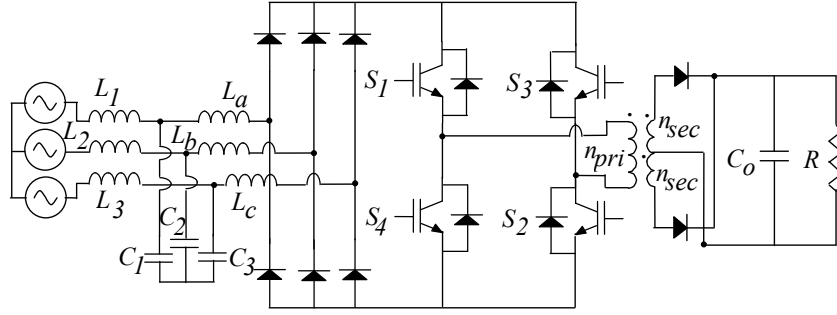 L1 La
L2 Lb
L3 Lc
C1 C2 C3
S1 S3
S4 S2
npri
nsec
nsec
Co R